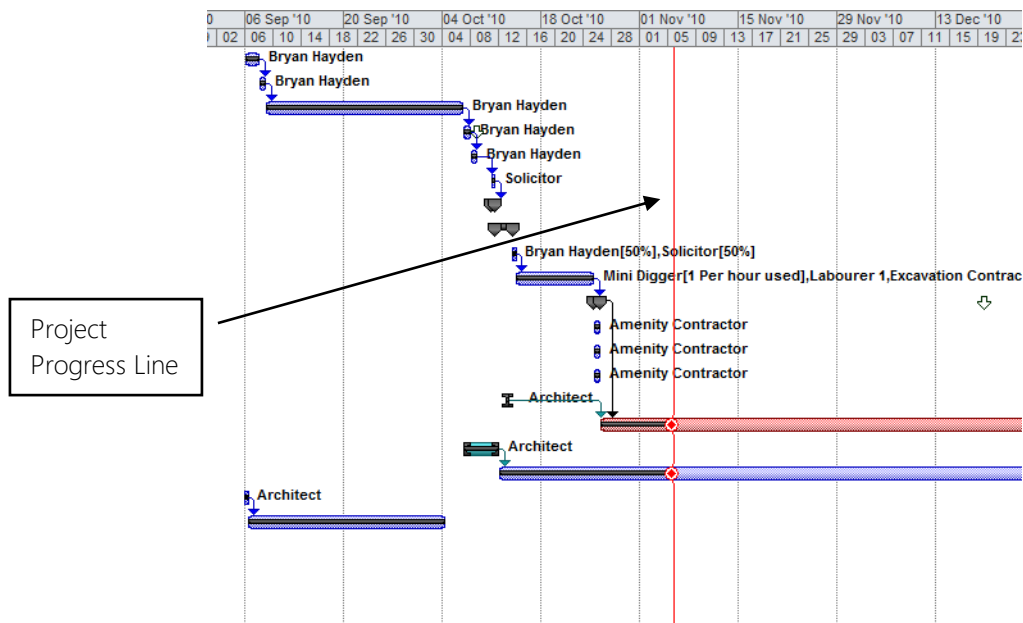 0 06 Sep '10 20 Sep '10 04 Oct '10 18 Oct '10 01 Nov '10 15 Nov '10 29 Nov '10 13 Dec '10
02 06 10 14 18 22 26 30 04 08 12 16 20 24 28 01 05 09 13 17 21 25 29 03 07 11 15 19 23
Bryan Hayden
Bryan Hayden
Bryan Hayden
Bryan Hayden
Bryan Hayden
Solicitor
Bryan Hayden[50%],Solicitor[50%]
Mini Digger[1 Per hour used],Labourer 1,Excavation Contrac
Project
Progress Line
Amenity Contractor
Amenity Contractor
Amenity Contractor
Architect
Architect
Architect